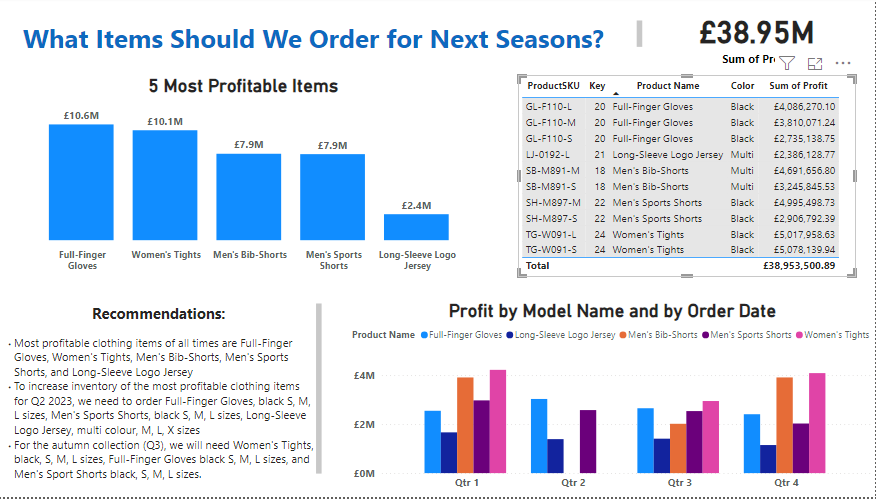 What Items Should We Order for Next Seasons?
£38.95M
Sum of Pr
5 Most Profitable Items
£10.6M
£10.1M
£7.9M
£7.9M
£2.4M
Full-Finger
Gloves
Women's Tights
Men's Bib-Shorts
Men's Sports
Shorts
Long-Sleeve Logo
Jersey
ProductSKU Key Product Name Color Sum of Profit
GL-F110-L 20 Full-Finger Gloves Black £4,086,270.10
GL-F110-M 20 Full-Finger Gloves Black £3,810,071.24
GL-F110-S 20 Full-Finger Gloves Black £2,735,138.75
LJ-0192-L 21 Long-Sleeve Logo Jersey Multi £2,386,128.77
SB-M891-M 18 Men's Bib-Shorts Multi £4,691,656.80
SB-M891-S 18 Men's Bib-Shorts Multi £3,245,845.53
SH-M897-M 22 Men's Sports Shorts Black £4,995,498.73
SH-M897-S 22 Men's Sports Shorts Black £2,906,792.39
TG-W091-L 24 Women's Tights Black £5,017,958.63
TG-W091-S 24 Women's Tights Black £5,078,139.94
Total £38,953,500.89
Recommendations:
• Most profitable clothing items of all times are Full-Finger
Gloves, Women's Tights, Men's Bib-Shorts, Men's Sports
Shorts, and Long-Sleeve Logo Jersey
• To increase inventory of the most profitable clothing items
for Q2 2023, we need to order Full-Finger Gloves, black S, M,
L sizes, Men's Sports Shorts, black S, M, L sizes, Long-Sleeve
Logo Jersey, multi colour, M, L, X sizes
• For the autumn collection (Q3), we will need Women's Tights,
black, S, M, L sizes, Full-Finger Gloves black S, M, L sizes, and
Men's Sport Shorts black, S, M, L sizes.
Profit by Model Name and by Order Date
Product Name Full-Finger Gloves Long-Sleeve Logo Jersey Men's Bib-Shorts Men's Sports Shorts Women's Tights
£4M
£2M
£0M
Qtr 1
Qtr 2
Qtr 3
Qtr 4